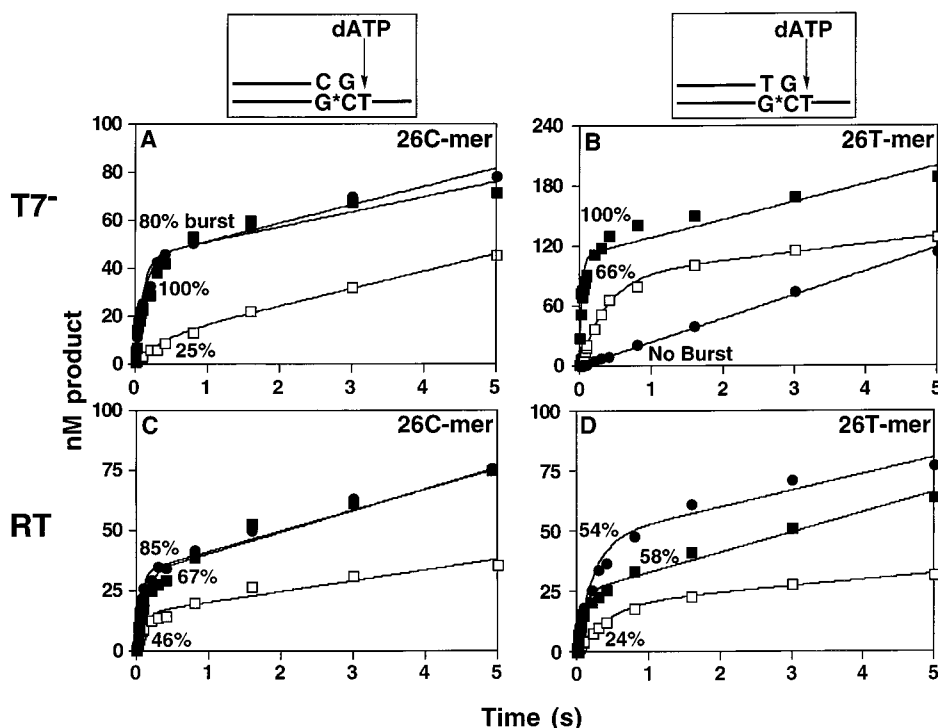 dATP
C G
G*CT
dATP
T G
G*CT
T7-
RT
nM product
Time (s)
A
26C-mer
100
80
60
40
20
0
80% burst
100%
25%
0 1 2 3 4 5
B
26T-mer
240
180
120
60
0
100%
66%
No Burst
0 1 2 3 4 5
C
26C-mer
100
75
50
25
0
85%
67%
46%
0 1 2 3 4 5
D
26T-mer
100
75
50
25
0
54%
58%
24%
0 1 2 3 4 5